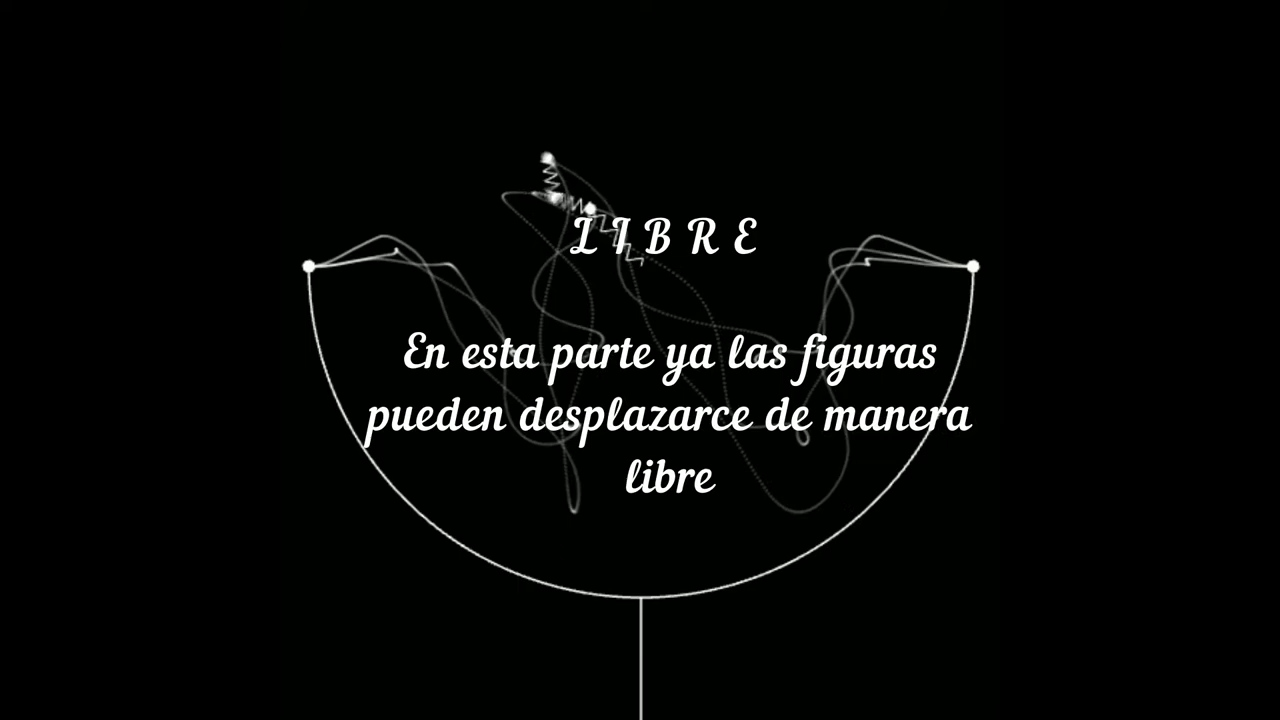 L I B R E
En esta parte ya las figuras
pueden desplazarce de manera
libre